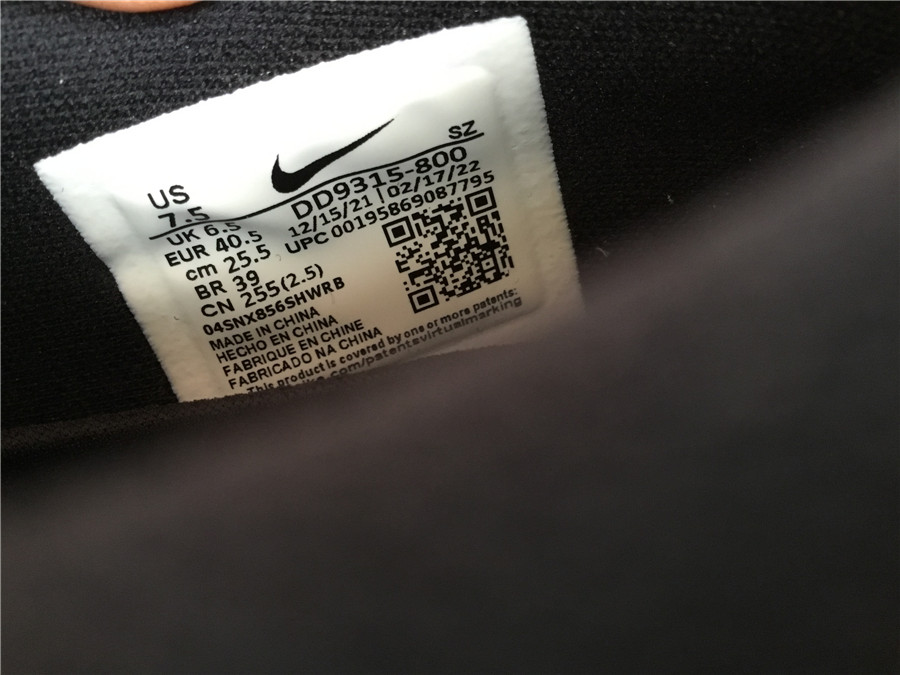 SZ
US
7.5
DD9315-800
UK 6.5
12/15/21 | 02/17/22
EUR 40.5
UPC 00195869087795
cm 25.5
BR 39
CN 255(2.5)
04SNX856SHWRB
MADE IN CHINA
HECHO EN CHINA
FABRIQUE EN CHINE
FABRICADO NA CHINA
This product is covered by one or more patents:
.com/patentsvirtualmarking